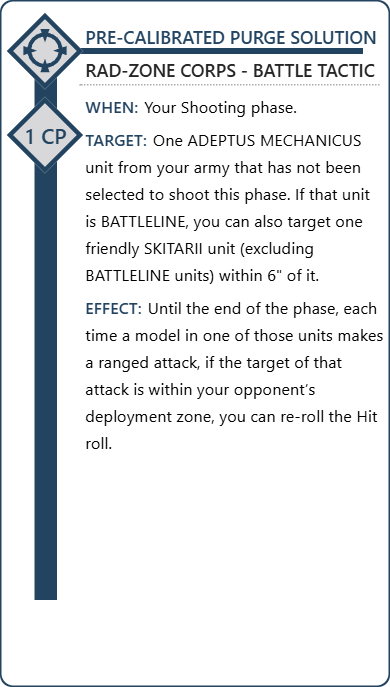 PRE-CALIBRATED PURGE SOLUTION
RAD-ZONE CORPS - BATTLE TACTIC
WHEN: Your Shooting phase.
1 CP
TARGET: One ADEPTUS MECHANICUS
unit from your army that has not been
selected to shoot this phase. If that unit
is BATTLELINE, you can also target one
friendly SKITARII unit (excluding
BATTLELINE units) within 6" of it.
EFFECT: Until the end of the phase, each
time a model in one of those units makes
a ranged attack, if the target of that
attack is within your opponent's
deployment zone, you can re-roll the Hit
roll.